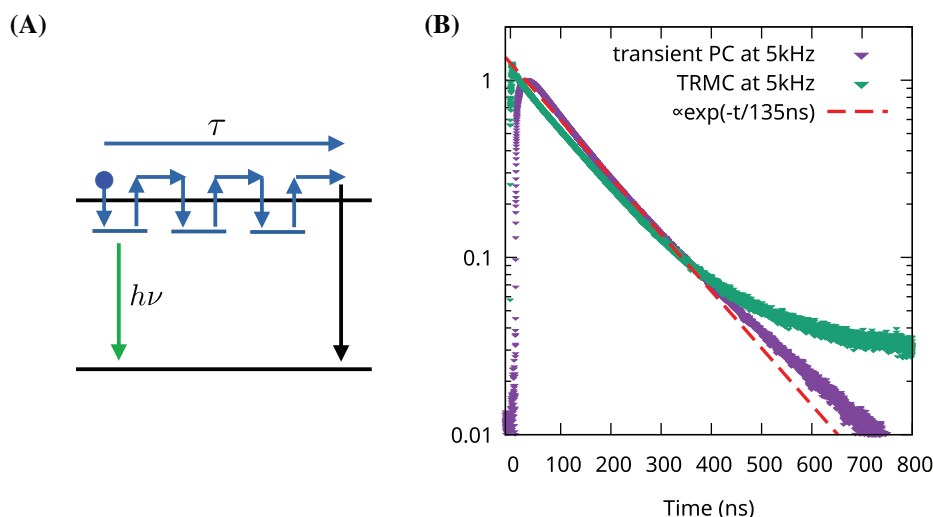 (A)
τ
hν
(B)
transient PC at 5kHz
TRMC at 5kHz
∝exp(-t/135ns)
1
0.1
0.01
0 100 200 300 400 500 600 700 800
Time (ns)